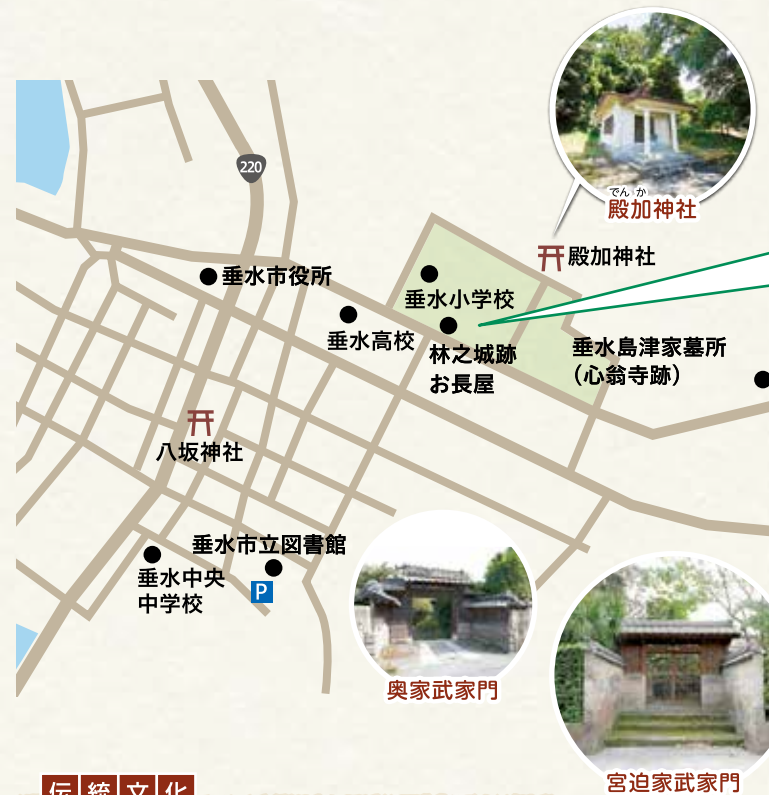 でんか
殿加神社
220
殿加神社
垂水市役所
垂水小学校
垂水高校
林之城跡
お長屋
垂水島津家墓所
（心翁寺跡）
八坂神社
垂水市立図書館
垂水中央
中学校
P
奥家武家門
宮迫家武家門
伝統文化